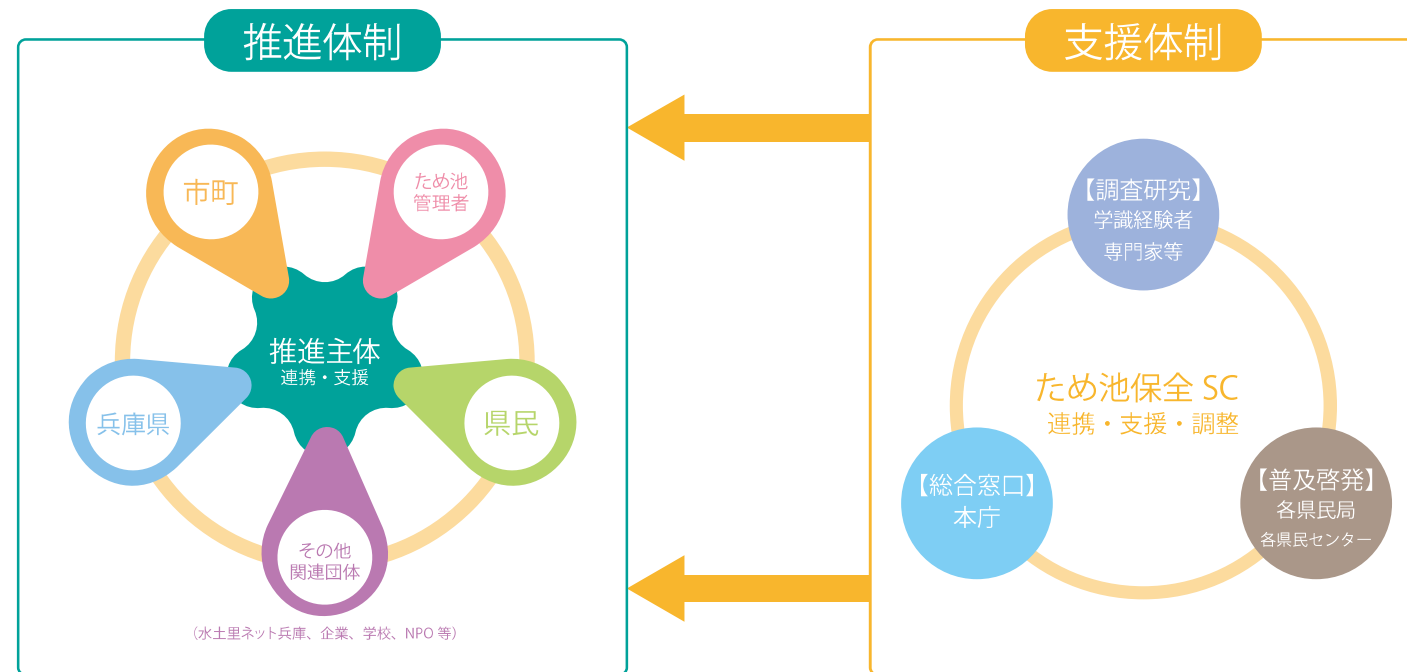 推進体制
市町
ため池
管理者
推進主体
連携・支援
兵庫県
県民
その他
関連団体
（水土里ネット兵庫、企業、学校、NPO 等）
支援体制
【調査研究】
学識経験者
専門家等
ため池保全 SC
連携・支援・調整
【総合窓口】
本庁
【普及啓発】
各県民局
各県民センター